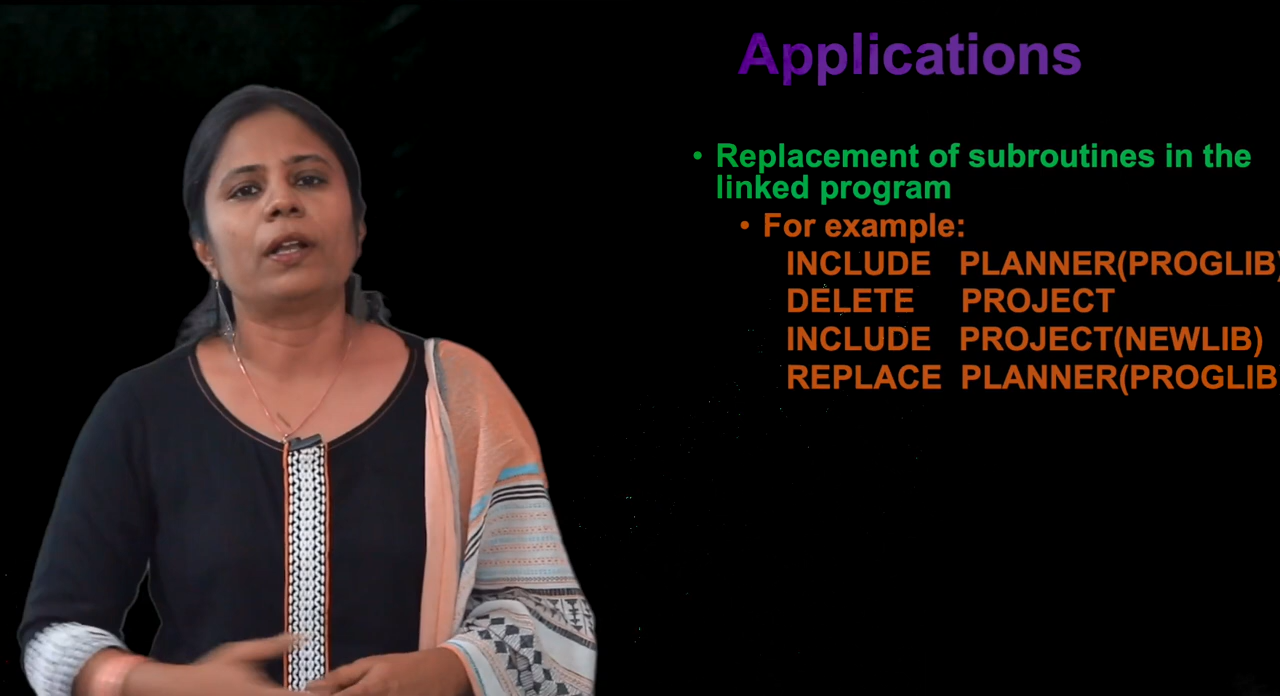 Applications
• Replacement of subroutines in the
linked program
• For example:
INCLUDE PLANNER(PROGLIB)
DELETE PROJECT
INCLUDE PROJECT(NEWLIB)
REPLACE PLANNER(PROGLIB